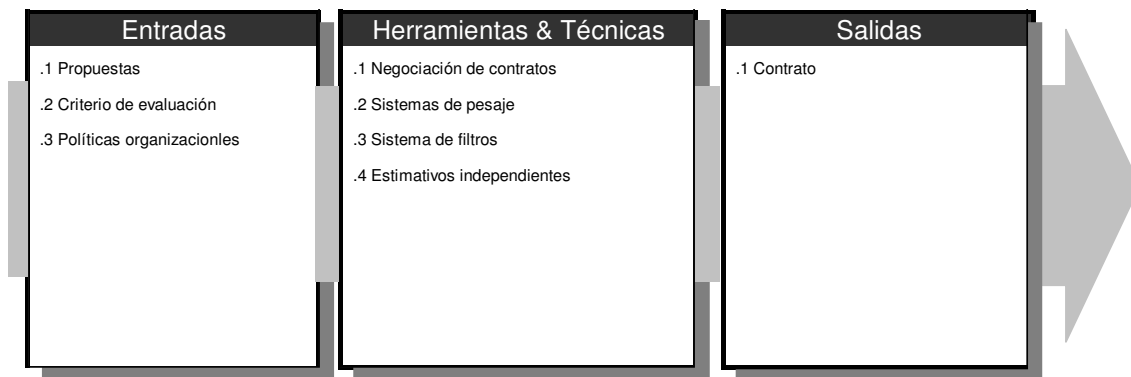 Entradas
.1 Propuestas
.2 Criterio de evaluación
.3 Políticas organizacionles
Herramientas & Técnicas
.1 Negociación de contratos
.2 Sistemas de pesaje
.3 Sistema de filtros
.4 Estimativos independientes
Salidas
.1 Contrato